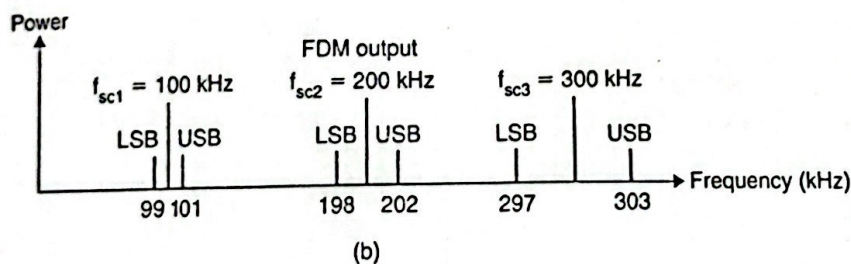 Power
FDM output
f_sc1 = 100 kHz f_sc2 = 200 kHz f_sc3 = 300 kHz
LSB USB LSB USB LSB USB
Frequency (kHz)
99 101 198 202 297 303
(b)